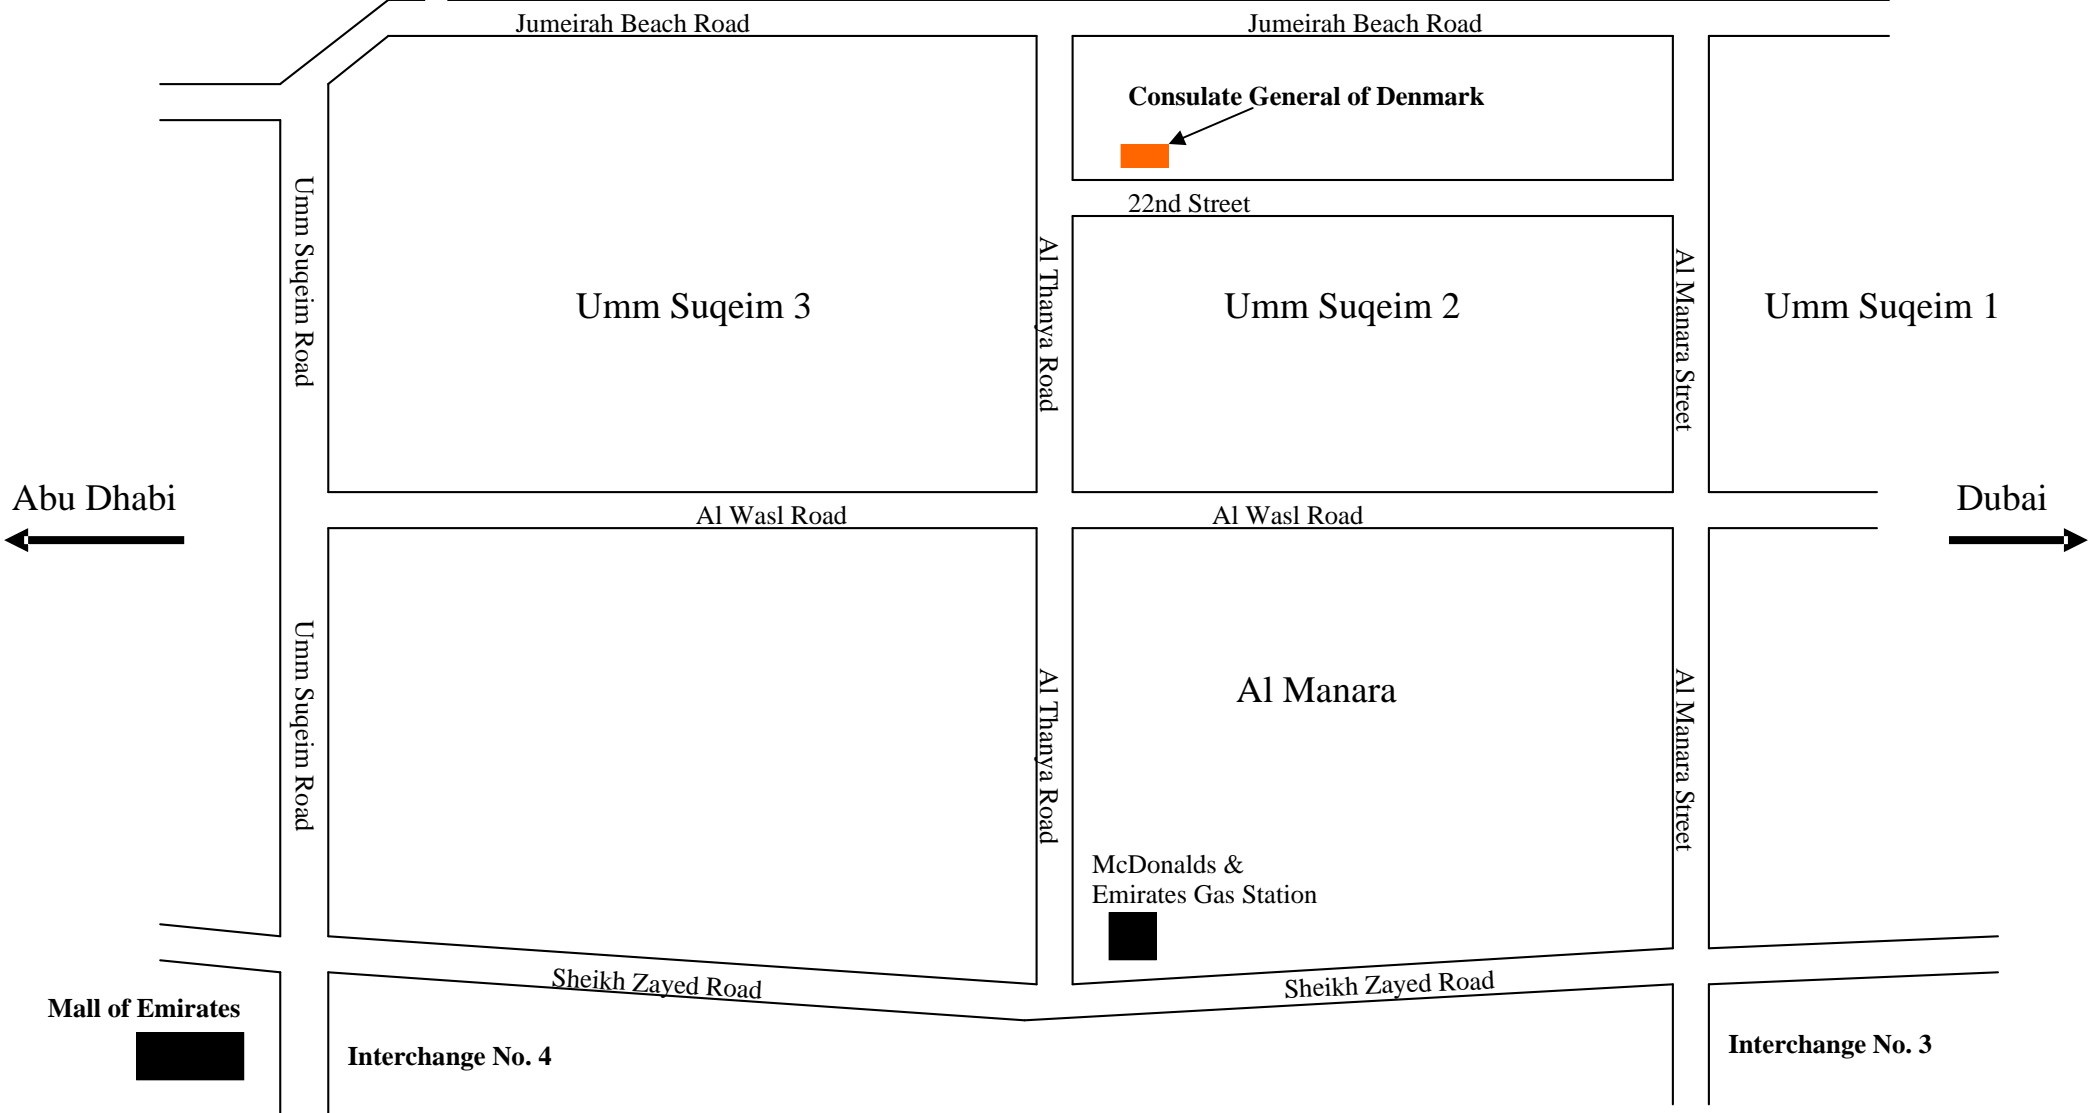 Jumeirah Beach Road
Jumeirah Beach Road
Consulate General of Denmark
22nd Street
Umm Suqeim Road
Al Thanya Road
Al Manara Street
Umm Suqeim 3
Umm Suqeim 2
Umm Suqeim 1
Abu Dhabi
Dubai
Al Wasl Road
Al Wasl Road
Umm Suqeim Road
Al Thanya Road
Al Manara Street
Al Manara
McDonalds &
Emirates Gas Station
Sheikh Zayed Road
Sheikh Zayed Road
Mall of Emirates
Interchange No. 4
Interchange No. 3